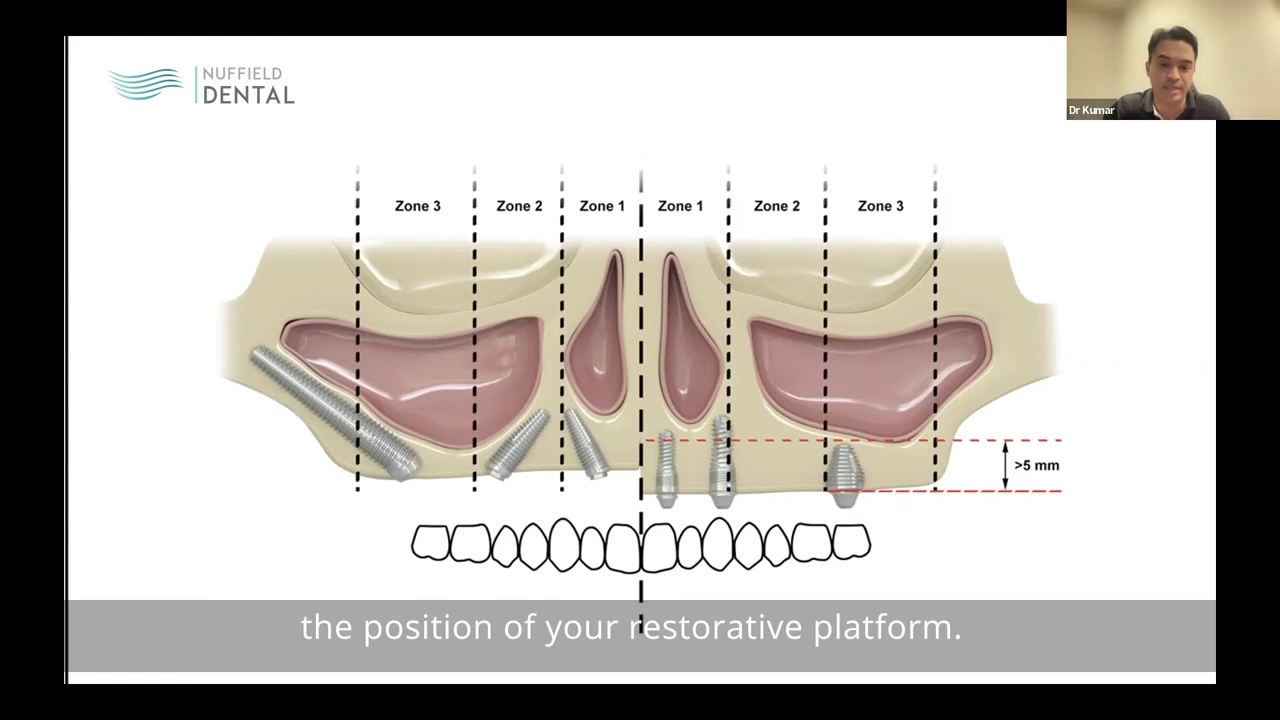 NUFFIELD
DENTAL
Dr Kumar
Zone 3
Zone 2
Zone 1
Zone 1
Zone 2
Zone 3
>5 mm
the position of your restorative platform.